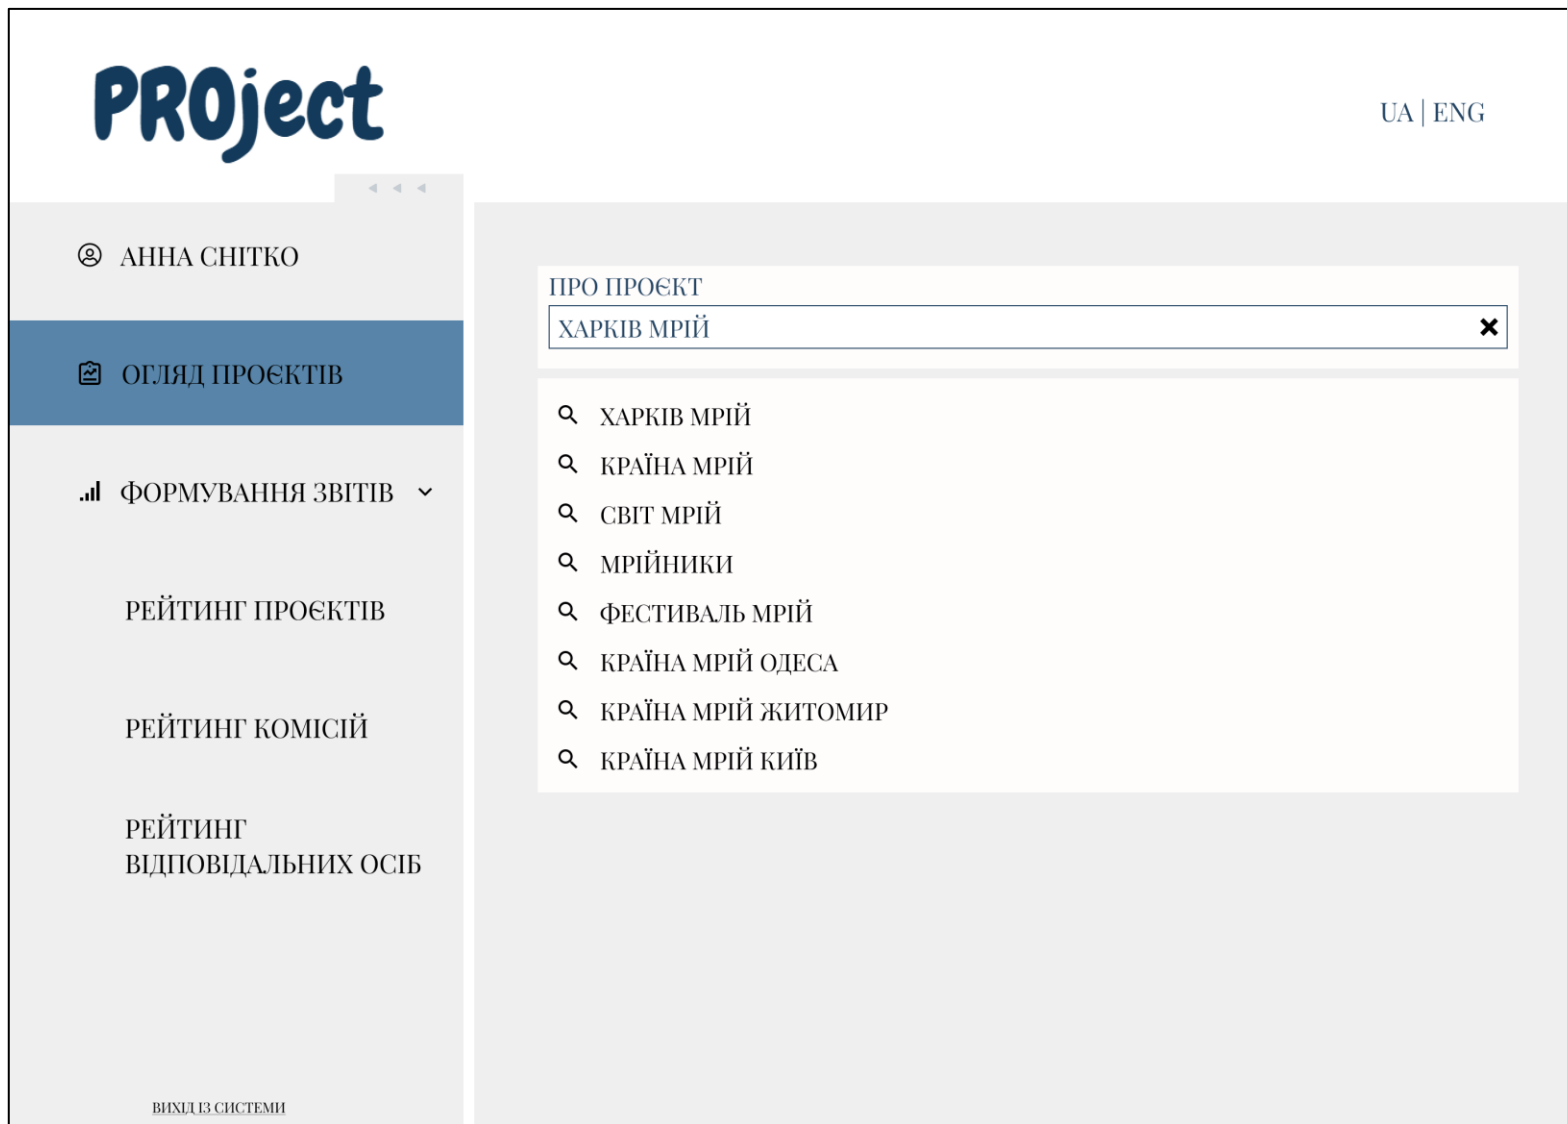 PROject
UA | ENG
АННА СНІТКО
ОГЛЯД ПРОЄКТІВ
ФОРМУВАННЯ ЗВІТІВ
РЕЙТИНГ ПРОЄКТІВ
РЕЙТИНГ КОМІСІЙ
РЕЙТИНГ
ВІДПОВІДАЛЬНИХ ОСІБ
ВИХІД ІЗ СИСТЕМИ
ПРО ПРОЄКТ
ХАРКІВ МРІЙ
ХАРКІВ МРІЙ
КРАЇНА МРІЙ
СВІТ МРІЙ
МРІЙНИКИ
ФЕСТИВАЛЬ МРІЙ
КРАЇНА МРІЙ ОДЕСА
КРАЇНА МРІЙ ЖИТОМИР
КРАЇНА МРІЙ КИЇВ